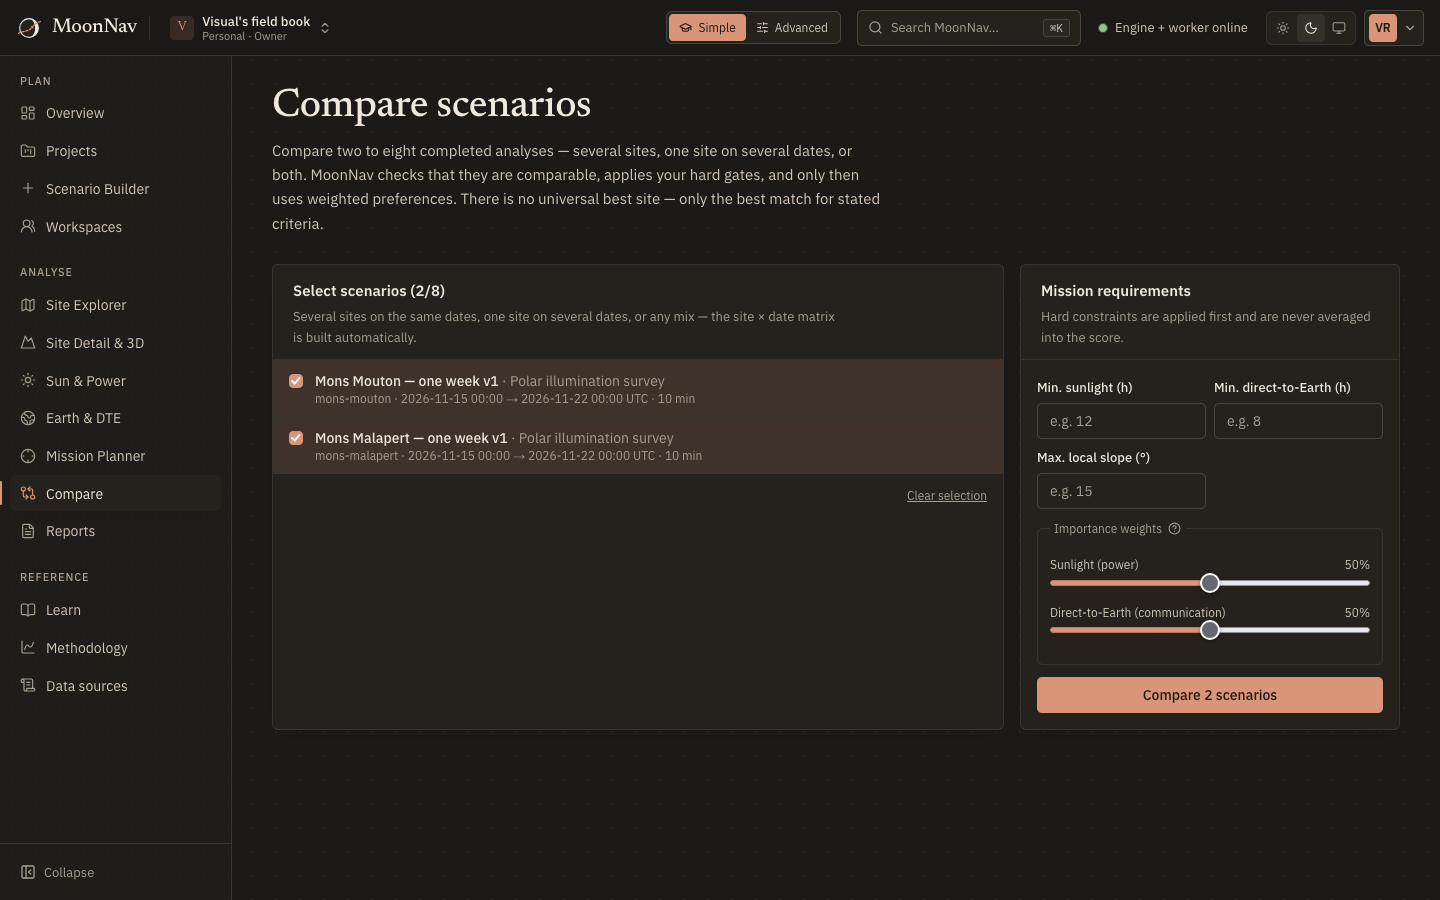 MoonNav
V
Visual's field book
Personal · Owner
Simple
Advanced
Search MoonNav...
⌘K
Engine + worker online
VR
PLAN
Overview
Projects
Scenario Builder
Workspaces
ANALYSE
Site Explorer
Site Detail & 3D
Sun & Power
Earth & DTE
Mission Planner
Compare
Reports
REFERENCE
Learn
Methodology
Data sources
Collapse
Compare scenarios
Compare two to eight completed analyses — several sites, one site on several dates, or
both. MoonNav checks that they are comparable, applies your hard gates, and only then
uses weighted preferences. There is no universal best site — only the best match for stated
criteria.
Select scenarios (2/8)
Several sites on the same dates, one site on several dates, or any mix — the site × date matrix
is built automatically.
Mons Mouton — one week v1 · Polar illumination survey
mons-mouton · 2026-11-15 00:00 → 2026-11-22 00:00 UTC · 10 min
Mons Malapert — one week v1 · Polar illumination survey
mons-malapert · 2026-11-15 00:00 → 2026-11-22 00:00 UTC · 10 min
Clear selection
Mission requirements
Hard constraints are applied first and are never averaged
into the score.
Min. sunlight (h)
e.g. 12
Min. direct-to-Earth (h)
e.g. 8
Max. local slope (°)
e.g. 15
Importance weights
Sunlight (power) 50%
Direct-to-Earth (communication) 50%
Compare 2 scenarios